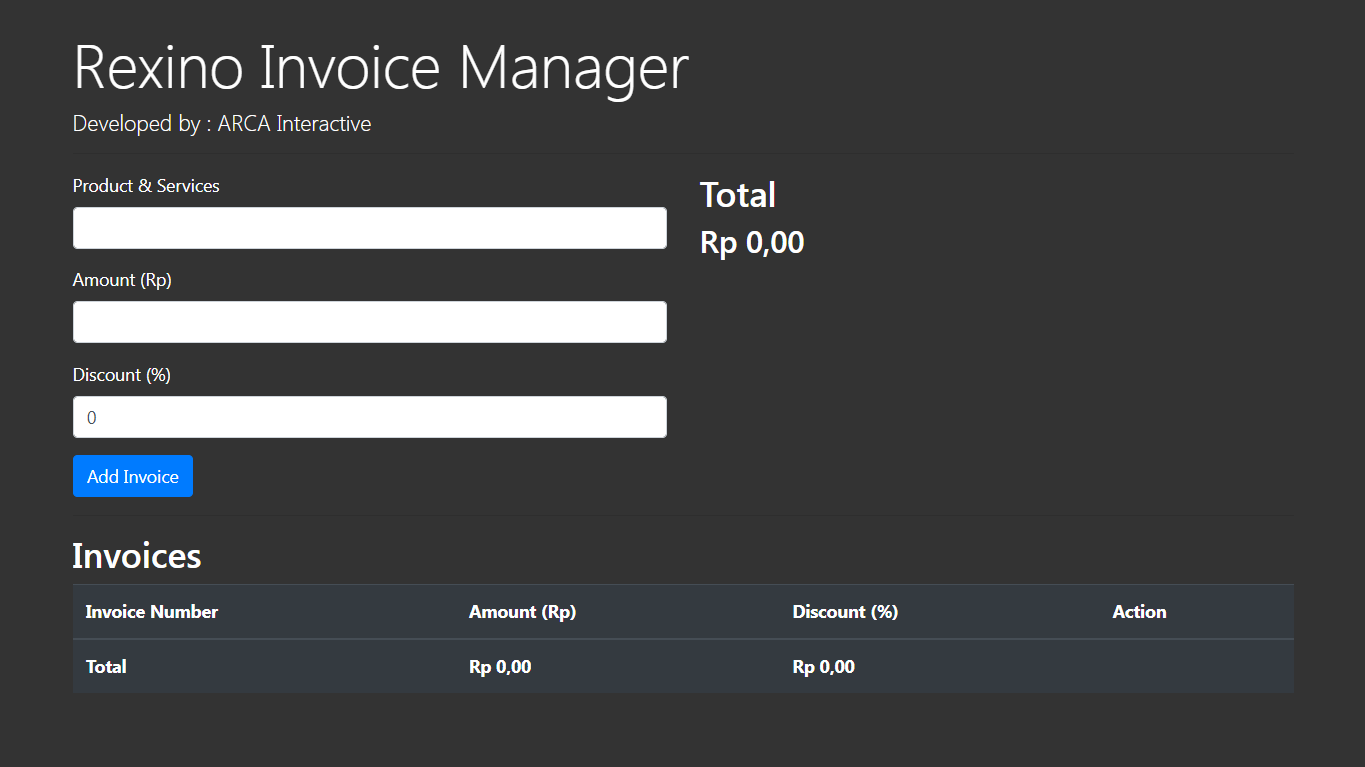 Rexino Invoice Manager
Developed by : ARCA Interactive
Product & Services
Amount (Rp)
Discount (%)
0
Add Invoice
Total
Rp 0,00
Invoices
Invoice Number Amount (Rp) Discount (%) Action
Total Rp 0,00 Rp 0,00